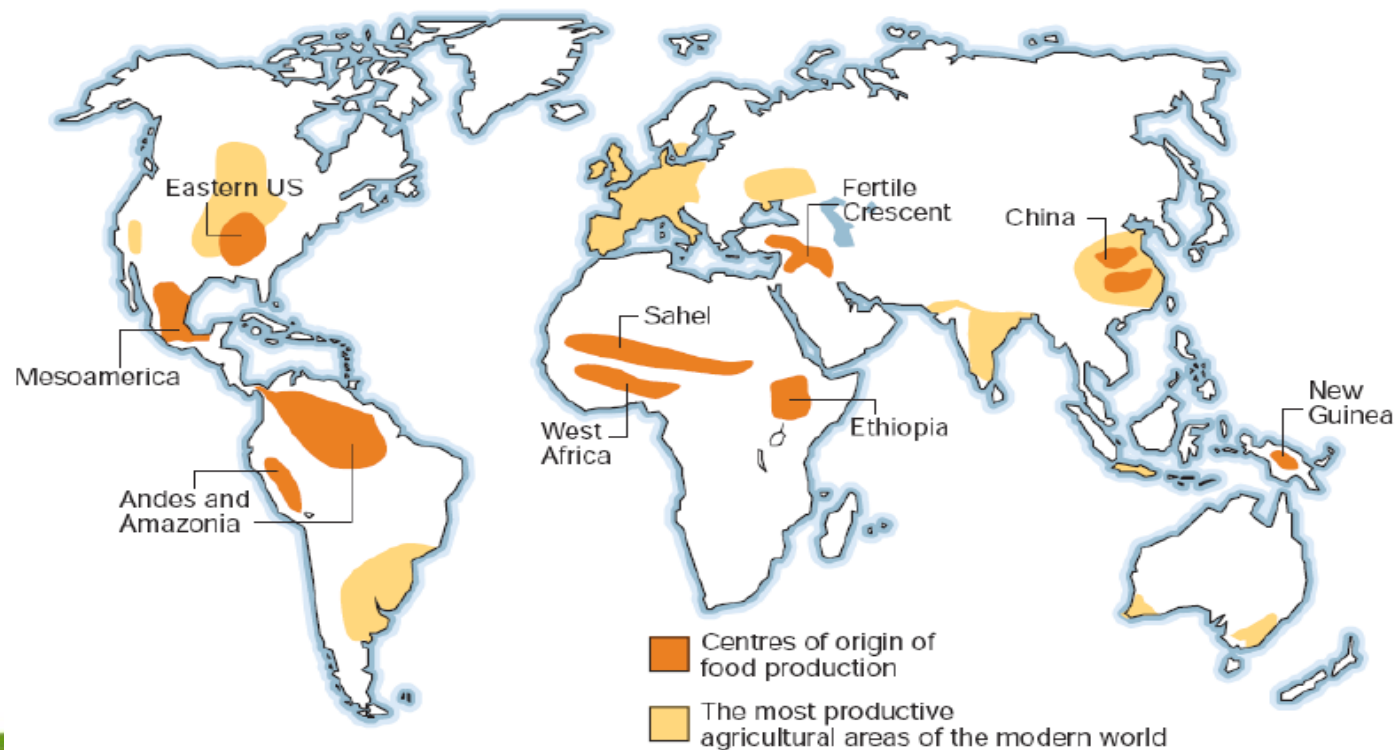 Eastern US
Fertile
Crescent
China
Sahel
Mesoamerica
New
Guinea
West
Africa
Ethiopia
Andes and
Amazonia
Centres of origin of
food production
The most productive
agricultural areas of the modern world